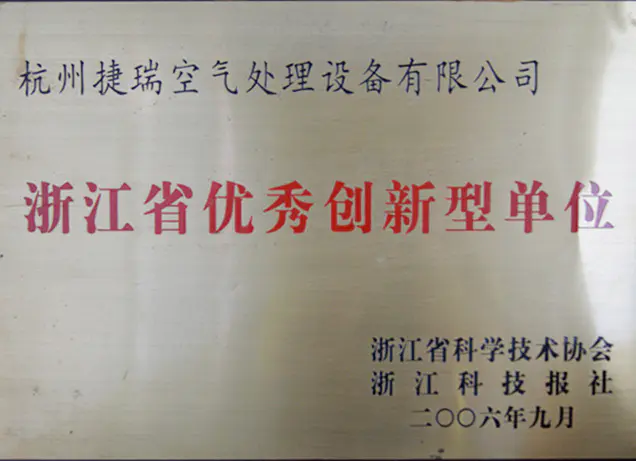 杭州捷瑞空气处理设备有限公司
浙江省优秀创新型单位
浙江省科学技术协会
浙江科技报社
二〇〇六年九月